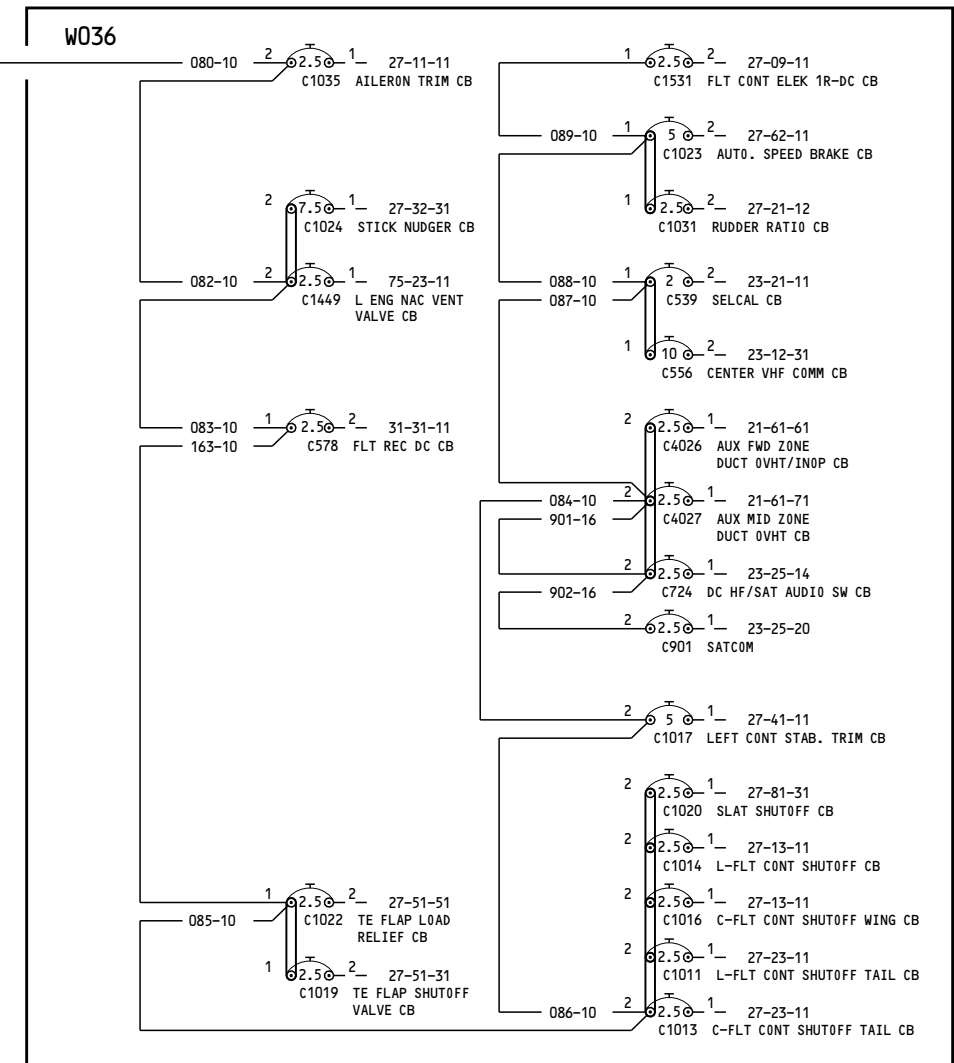 W036
080-10 2 2.5 1 27-11-11
C1035 AILERON TRIM CB
2 7.5 1 27-32-31
C1024 STICK NUDGER CB
082-10 2 2.5 1 75-23-11
C1449 L ENG NAC VENT
VALVE CB
083-10 1 2.5 2 31-31-11
163-10 C578 FLT REC DC CB
1 2.5 2 27-51-51
085-10 C1022 TE FLAP LOAD
RELIEF CB
1 2.5 2 27-51-31
C1019 TE FLAP SHUTOFF
VALVE CB
1 2.5 2 27-09-11
C1531 FLT CONT ELEK 1R-DC CB
089-10 1 5 2 27-62-11
C1023 AUTO. SPEED BRAKE CB
1 2.5 2 27-21-12
C1031 RUDDER RATIO CB
088-10 1 2 2 23-21-11
087-10 C539 SELCAL CB
1 10 2 23-12-31
C556 CENTER VHF COMM CB
2 2.5 1 21-61-61
C4026 AUX FWD ZONE
DUCT OVHT/INOP CB
084-10 2 2.5 1 21-61-71
901-16 C4027 AUX MID ZONE
DUCT OVHT CB
2 2.5 1 23-25-14
902-16 C724 DC HF/SAT AUDIO SW CB
2 2.5 1 23-25-20
C901 SATCOM
2 5 1 27-41-11
C1017 LEFT CONT STAB. TRIM CB
2 2.5 1 27-81-31
C1020 SLAT SHUTOFF CB
2 2.5 1 27-13-11
C1014 L-FLT CONT SHUTOFF CB
2 2.5 1 27-13-11
C1016 C-FLT CONT SHUTOFF WING CB
2 2.5 1 27-23-11
C1011 L-FLT CONT SHUTOFF TAIL CB
086-10 2 2.5 1 27-23-11
C1013 C-FLT CONT SHUTOFF TAIL CB